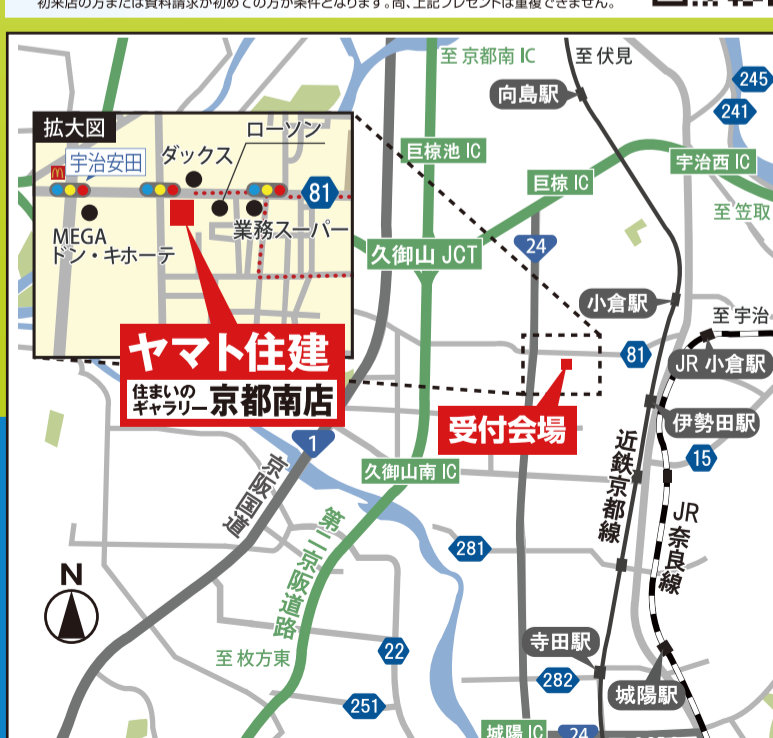 初来店の方または資料請求が初めての方が条件となります。尚、上記プレゼントは重複できません。
至 京都南 IC
至 伏見
向島駅
245
241
拡大図
ローソン
ダックス
宇治安田
81
MEGA
ドン・キホーテ
業務スーパー
巨椋池 IC
巨椋 IC
宇治西 IC
至 笠取
久御山 JCT
24
小倉駅
至 宇治
81
JR 小倉駅
ヤマト住建
住まいの
ギャラリー京都南店
受付会場
伊勢田駅
15
1
京阪国道
久御山南 IC
近鉄京都線
JR
奈良線
第二京阪道路
281
N
至 枚方東
22
寺田駅
282
城陽駅
251
城陽 IC
24